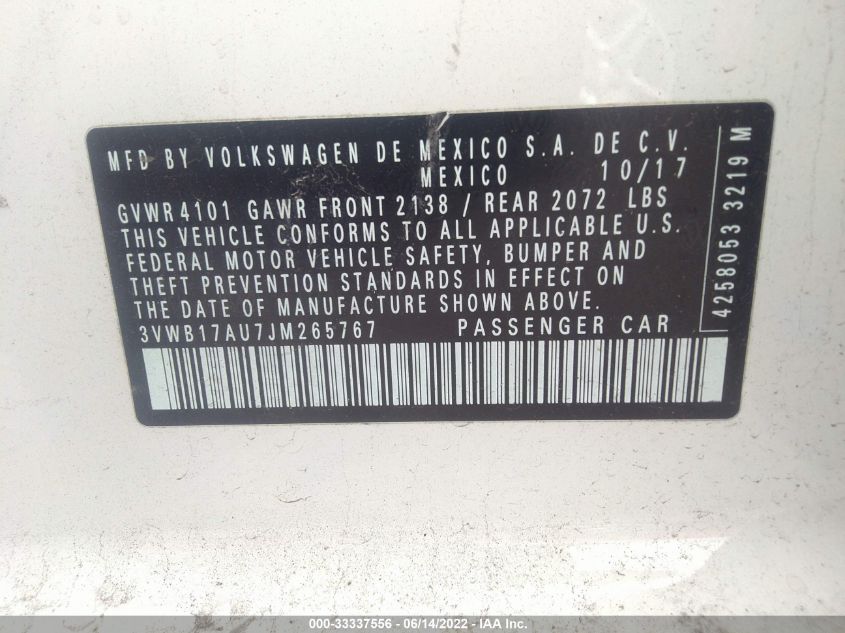 MFD BY VOLKSWAGEN DE MEXICO S.A. DE C.V.
MEXICO 10/17
GVWR 4101 GAWR FRONT 2138 / REAR 2072 LBS
THIS VEHICLE CONFORMS TO ALL APPLICABLE U.S.
FEDERAL MOTOR VEHICLE SAFETY, BUMPER AND
THEFT PREVENTION STANDARDS IN EFFECT ON
THE DATE OF MANUFACTURE SHOWN ABOVE.
3VWB17AU7JM265767 PASSENGER CAR
4258053 3219 M
000-33337556 - 06/14/2022 - IAA Inc.